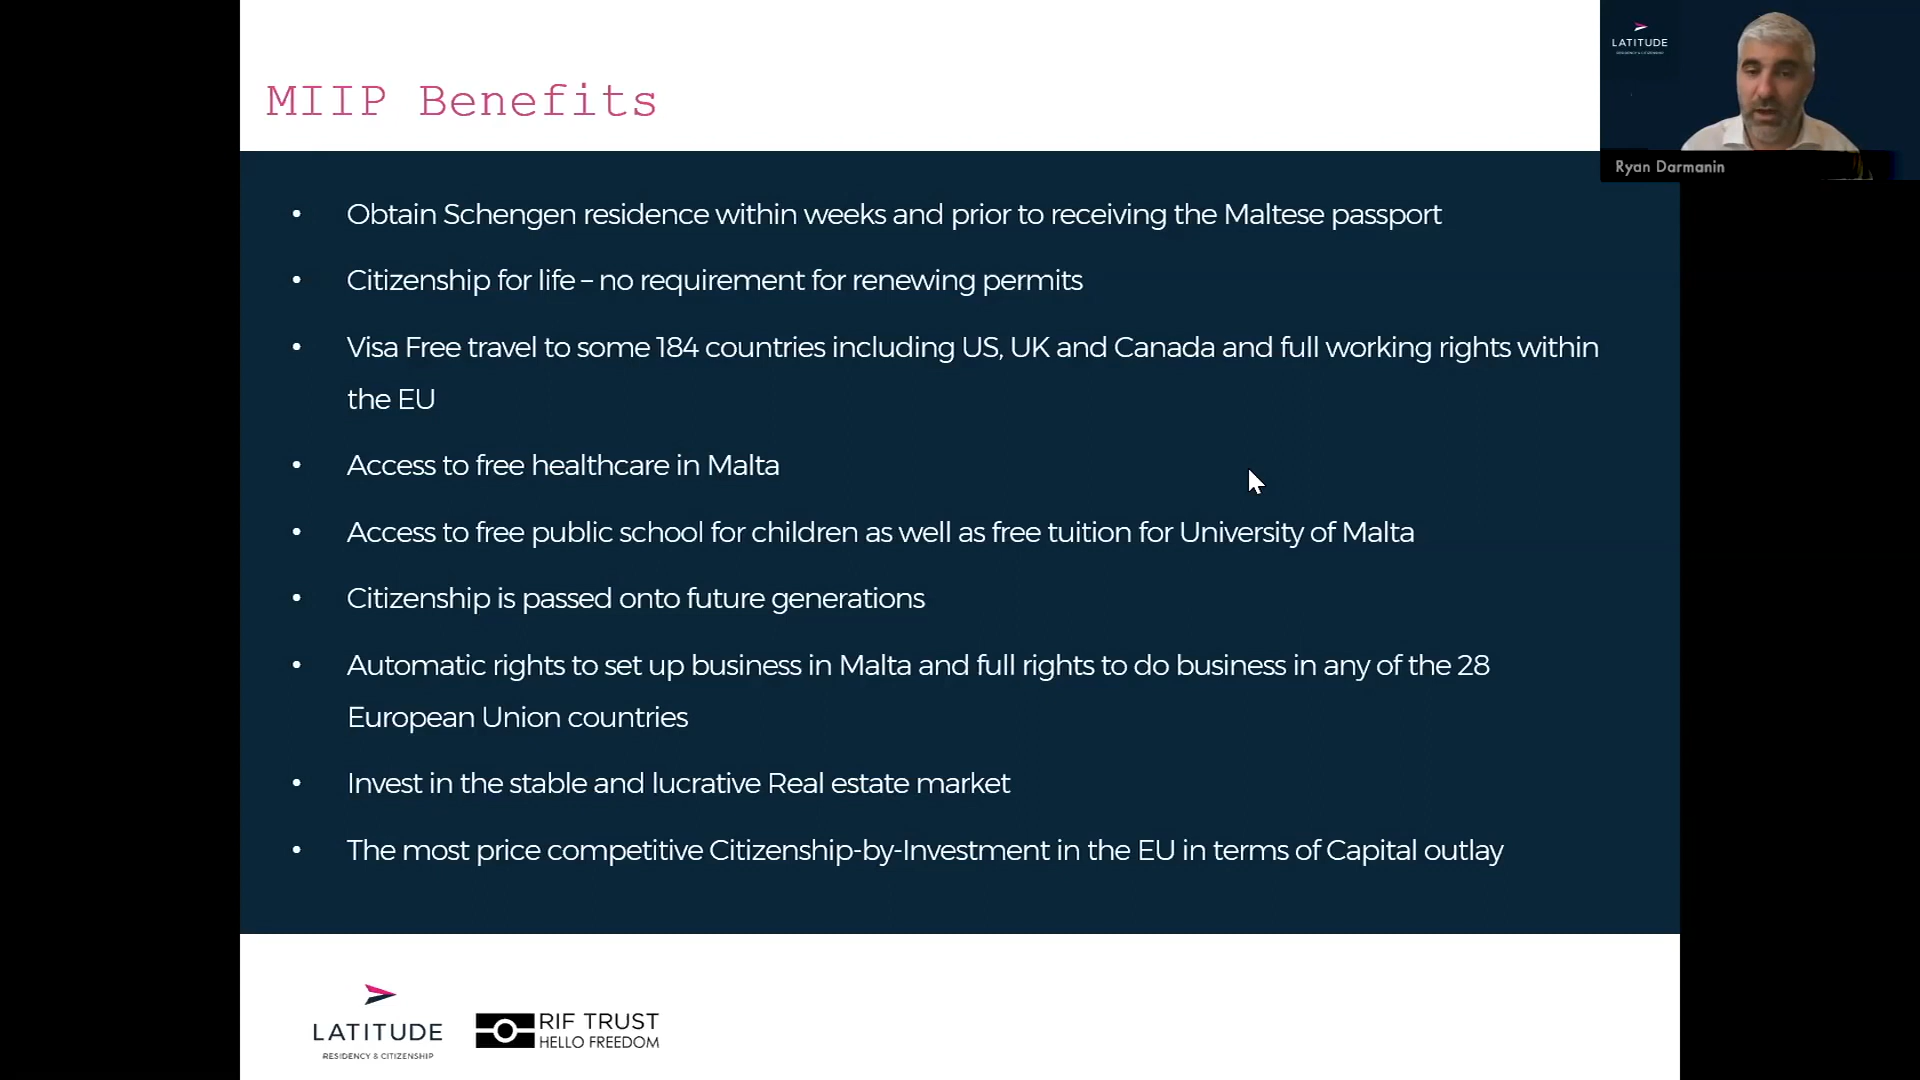 MIIP Benefits
LATITUDE
RESIDENCY & CITIZENSHIP
Ryan Darmanin
• Obtain Schengen residence within weeks and prior to receiving the Maltese passport
• Citizenship for life – no requirement for renewing permits
• Visa Free travel to some 184 countries including US, UK and Canada and full working rights within
the EU
• Access to free healthcare in Malta
• Access to free public school for children as well as free tuition for University of Malta
• Citizenship is passed onto future generations
• Automatic rights to set up business in Malta and full rights to do business in any of the 28
European Union countries
• Invest in the stable and lucrative Real estate market
• The most price competitive Citizenship-by-Investment in the EU in terms of Capital outlay
LATITUDE
RESIDENCY & CITIZENSHIP
RIF TRUST
HELLO FREEDOM